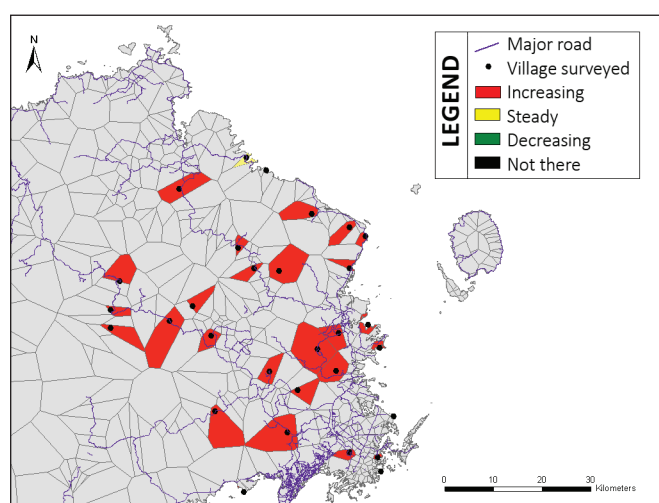 N
LEGEND
Major road
Village surveyed
Increasing
Steady
Decreasing
Not there
0 10 20 30
Kilometers